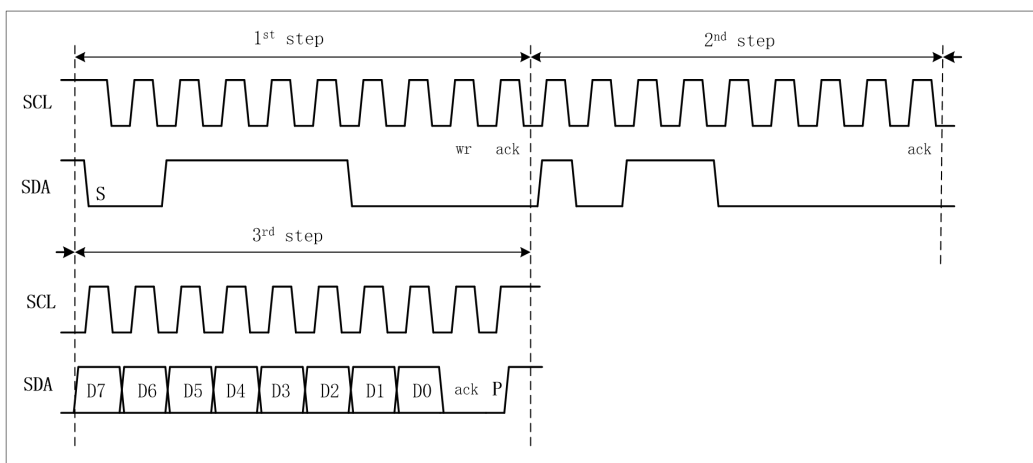 1st step 2nd step
SCL
wr ack ack
SDA
S
3rd step
SCL
SDA D7 D6 D5 D4 D3 D2 D1 D0 ack P